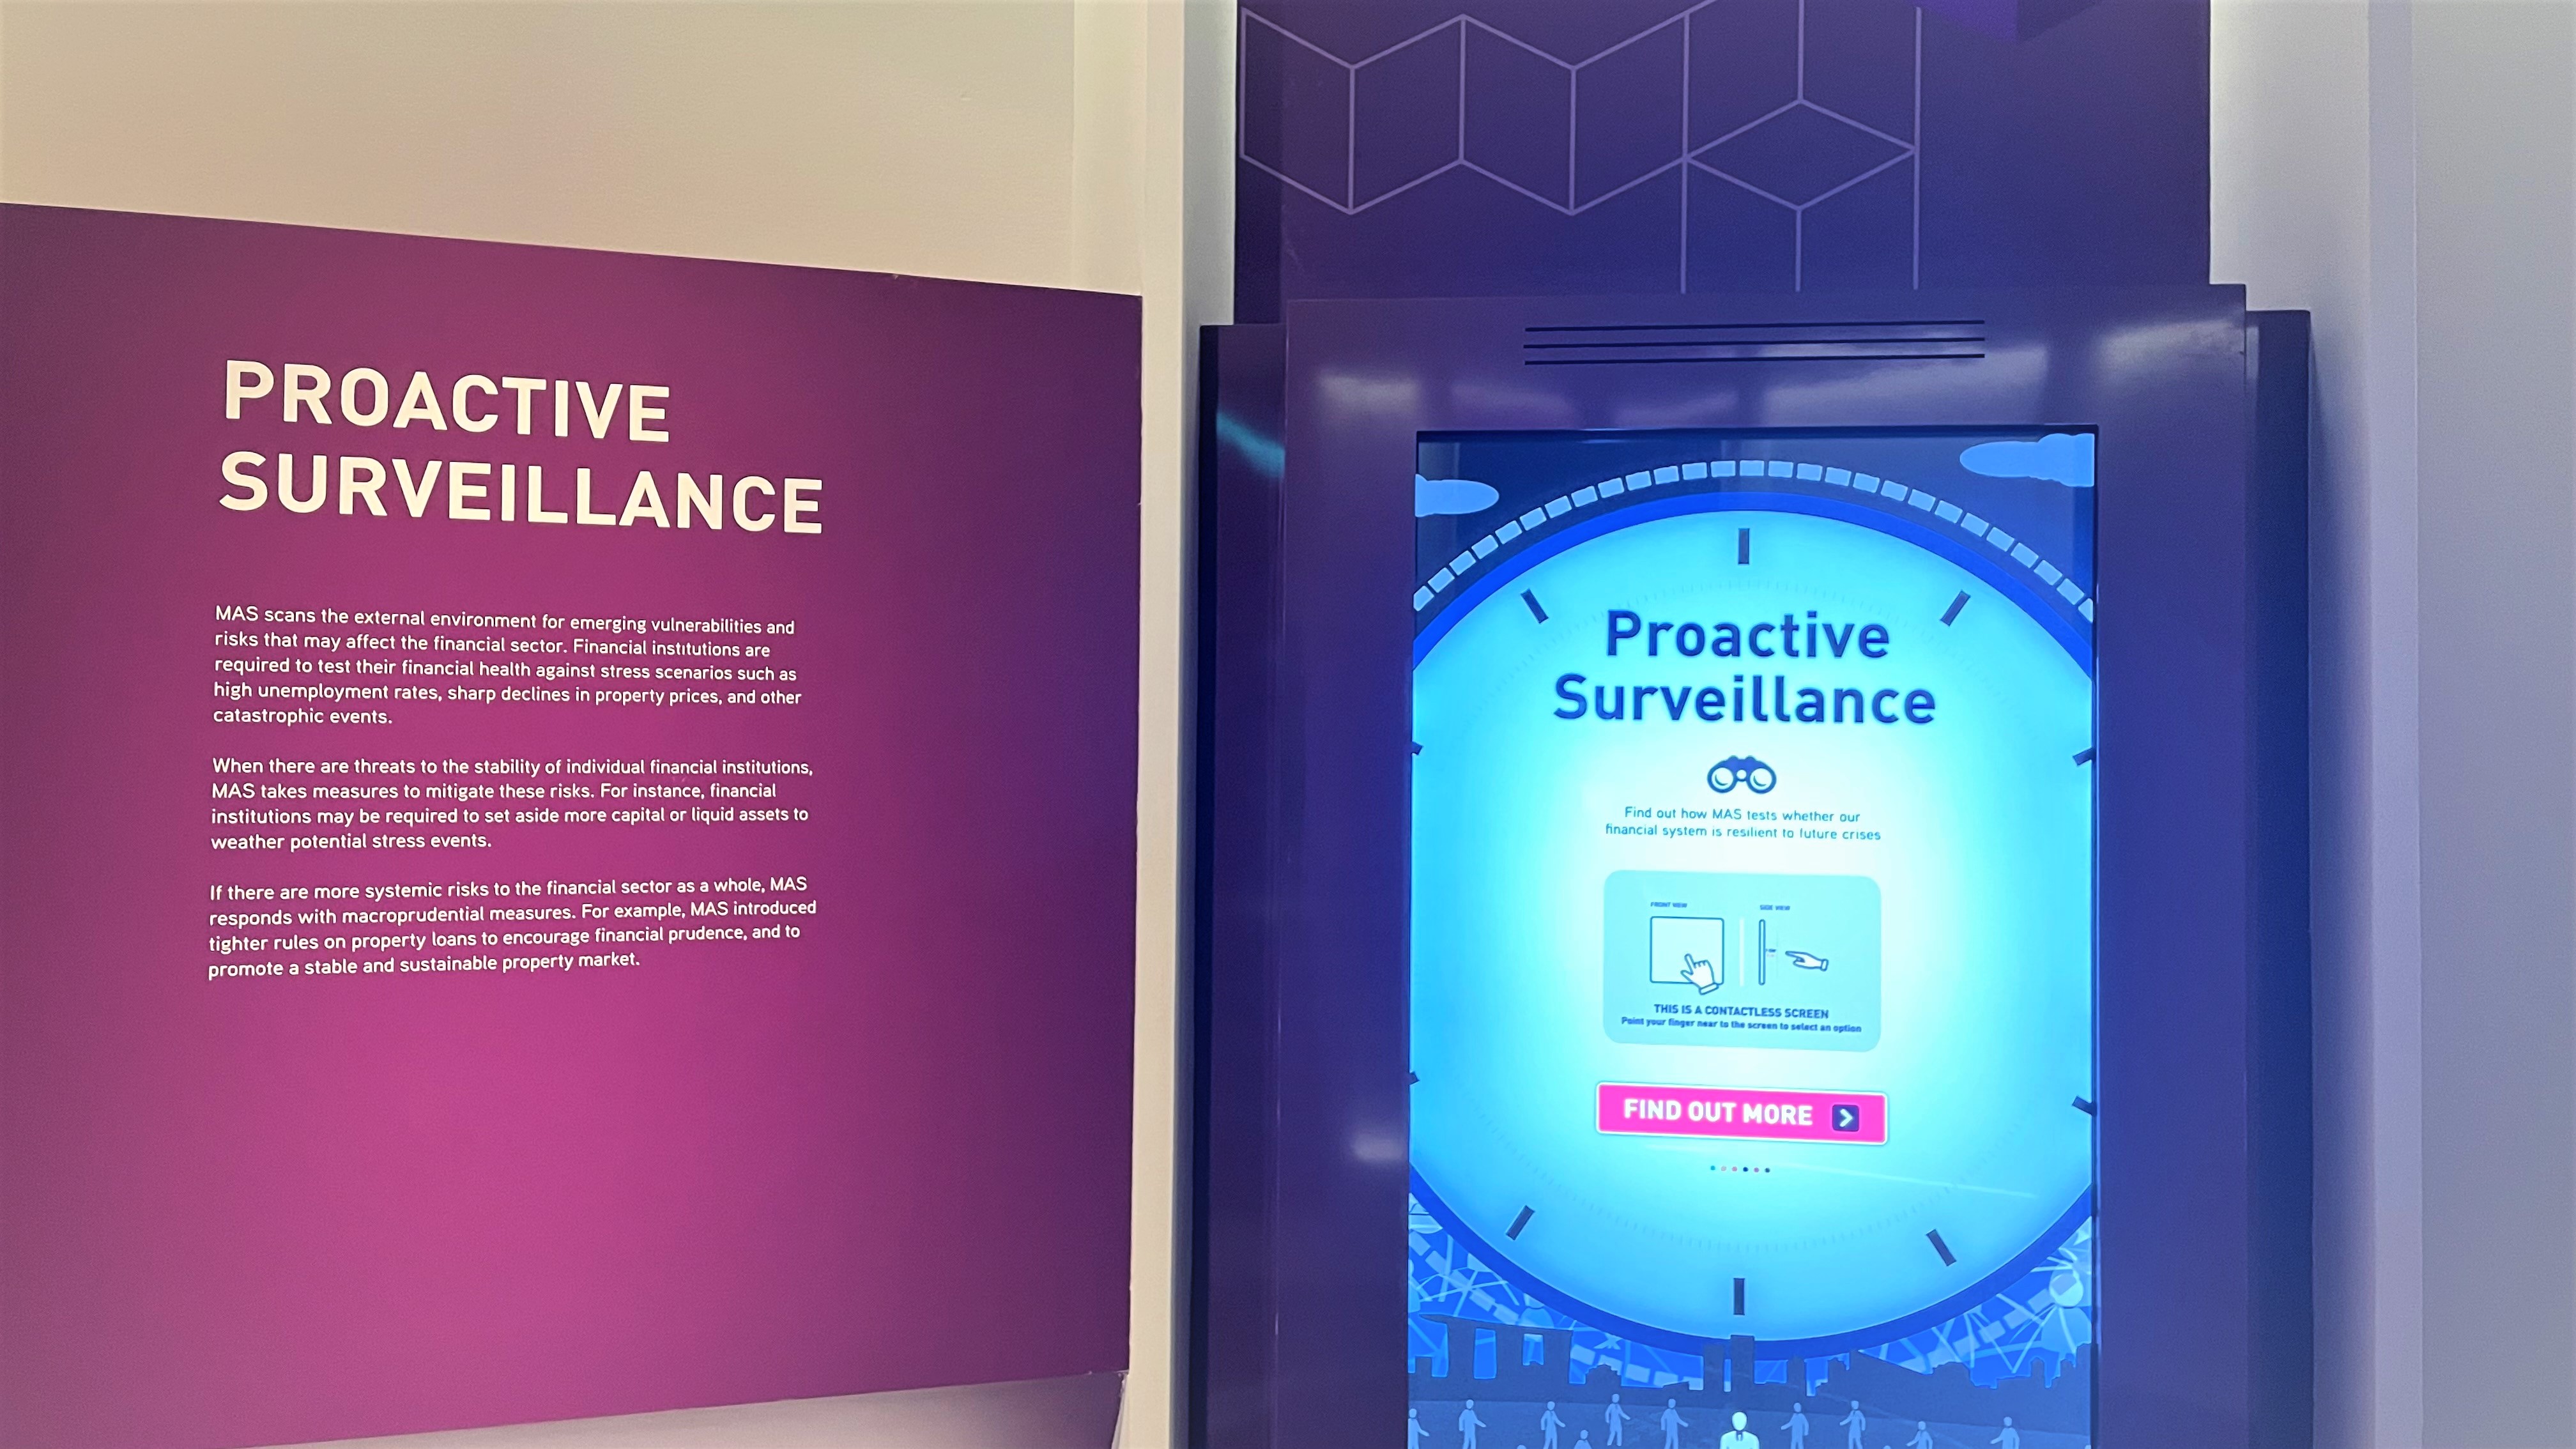 PROACTIVE
SURVEILLANCE
MAS scans the external environment for emerging vulnerabilities and
risks that may affect the financial sector. Financial institutions are
required to test their financial health against stress scenarios such as
high unemployment rates, sharp declines in property prices, and other
catastrophic events.
When there are threats to the stability of individual financial institutions,
MAS takes measures to mitigate these risks. For instance, financial
institutions may be required to set aside more capital or liquid assets to
weather potential stress events.
If there are more systemic risks to the financial sector as a whole, MAS
responds with macroprudential measures. For example, MAS introduced
tighter rules on property loans to encourage financial prudence, and to
promote a stable and sustainable property market.
Proactive
Surveillance
Find out how MAS tests whether our
financial system is resilient to future crises
FRONT VIEW
SIDE VIEW
THIS IS A CONTACTLESS SCREEN
Point your finger near to the screen to select an option
FIND OUT MORE